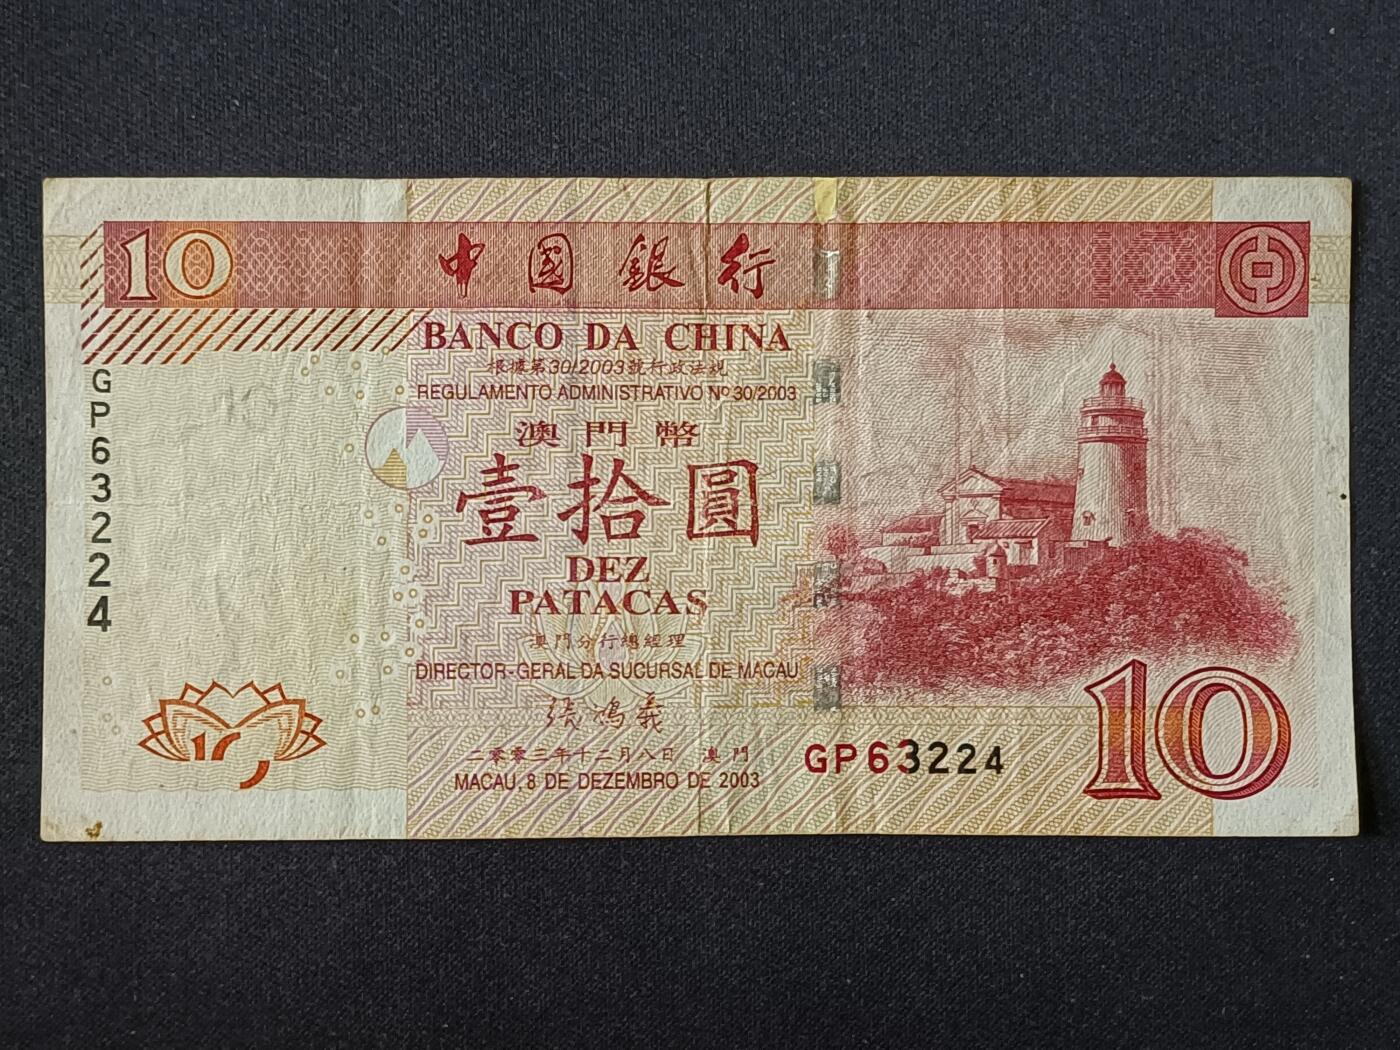 10
中國銀行
BANCO DA CHINA
根據第30/2003號行政法規
REGULAMENTO ADMINISTRATIVO Nº 30/2003
GP63224
澳門幣
壹拾圓
DEZ
PATACAS
澳門分行總經理
DIRECTOR-GERAL DA SUCURSAL DE MACAU
張鴻義
二零零三年十二月八日 澳門
MACAU, 8 DE DEZEMBRO DE 2003
GP63224
10